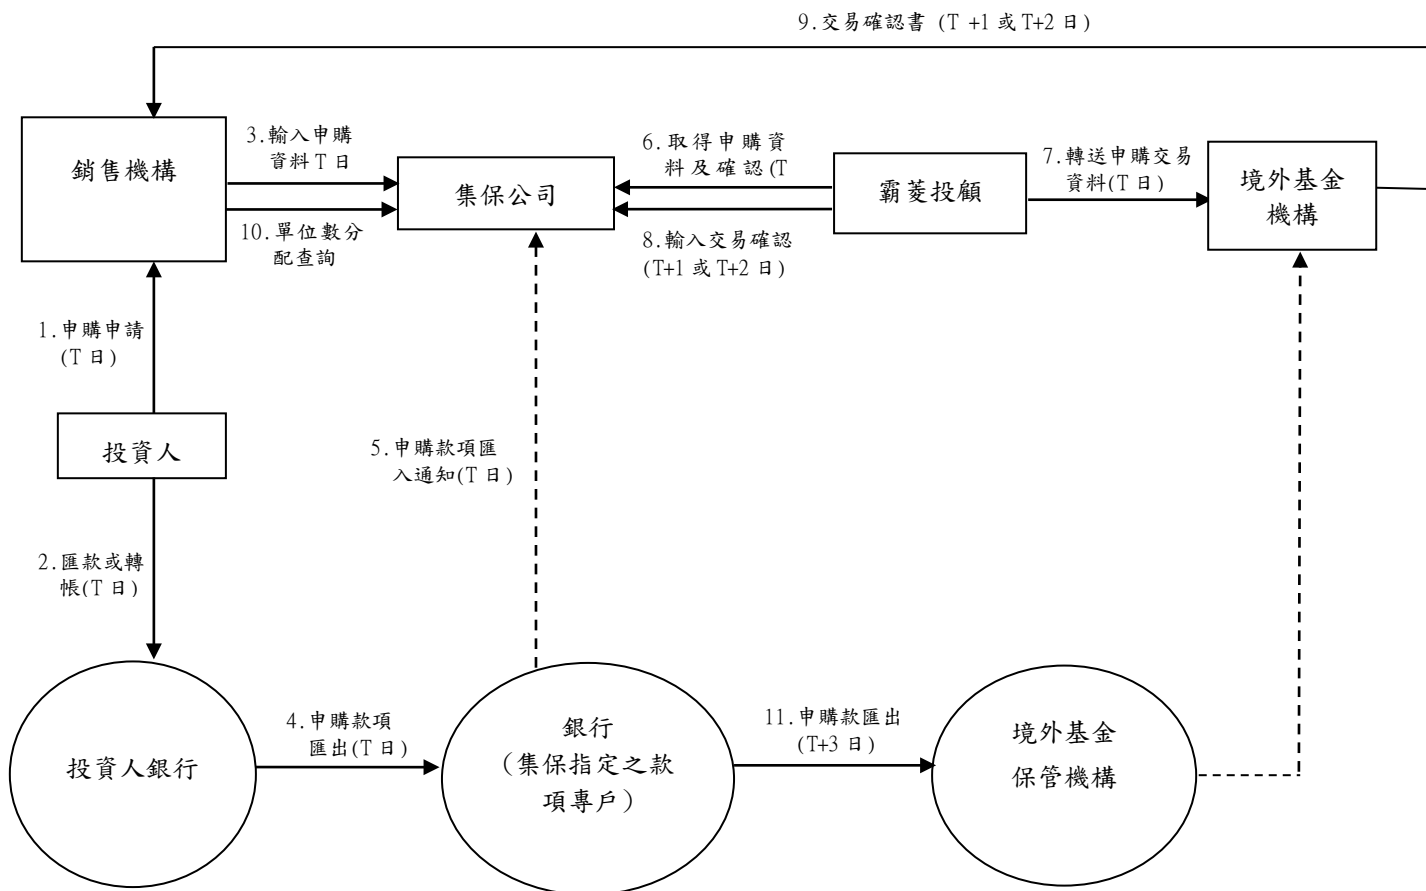 9.交易確認書 (T +1 或 T+2 日)
銷售機構
3.輸入申購
資料 T 日
集保公司
6.取得申購資
料及確認(T
霸菱投顧
7.轉送申購交易
資料(T 日)
境外基金
機構
10.單位數分
配查詢
8.輸入交易確認
(T+1 或 T+2 日)
1.申購申請
(T 日)
投資人
5.申購款項匯
入通知(T 日)
2.匯款或轉
帳(T 日)
投資人銀行
4.申購款項
匯出(T 日)
銀行
(集保指定之款
項專戶)
11.申購款匯出
(T+3 日)
境外基金
保管機構